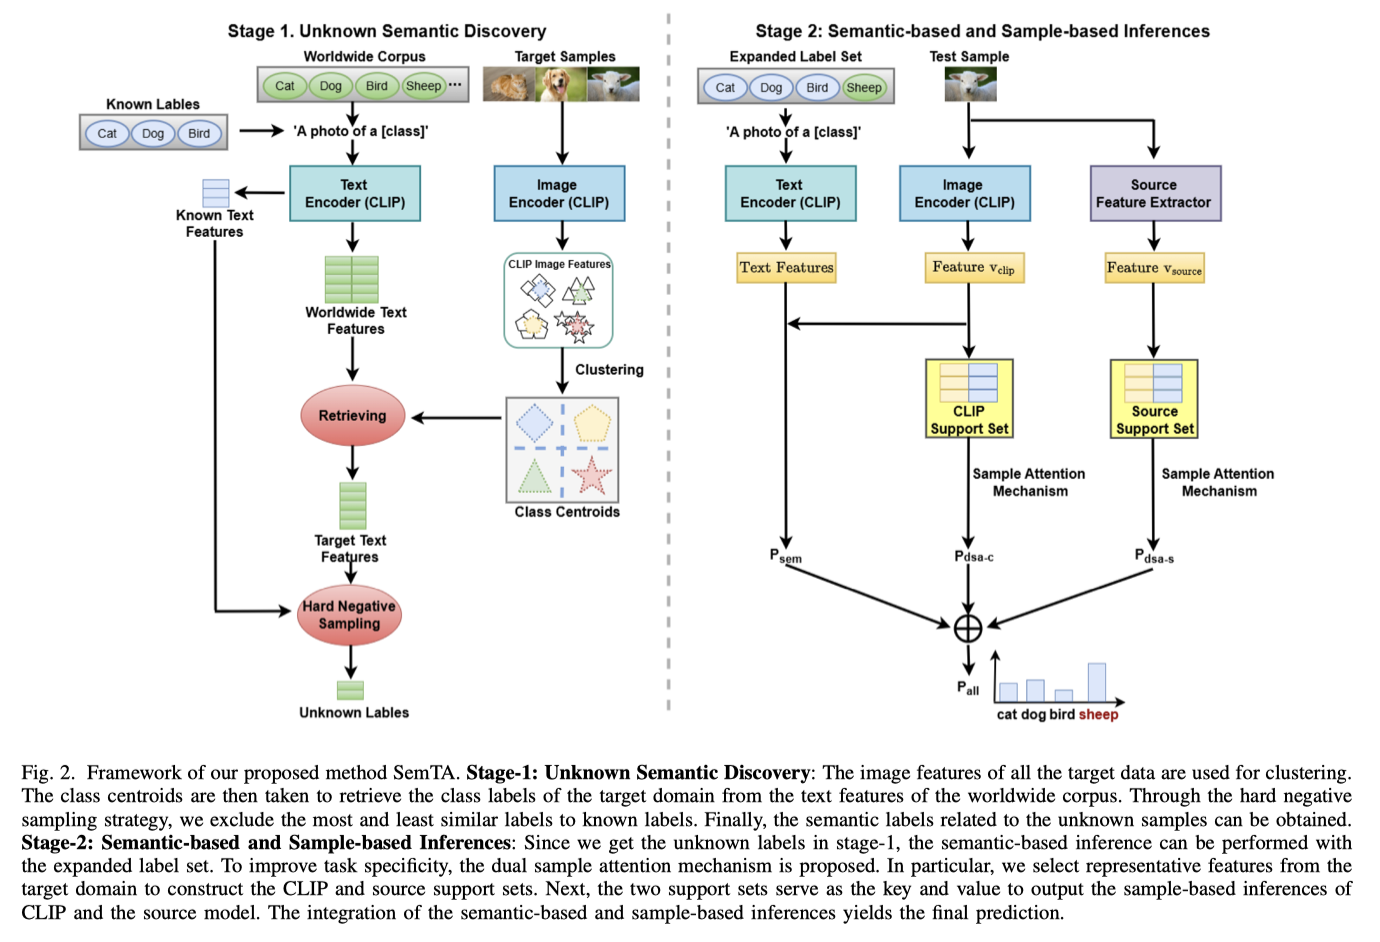 Stage 1. Unknown Semantic Discovery
Worldwide Corpus
Cat Dog Bird Sheep ...
Target Samples
Known Lables
Cat Dog Bird
'A photo of a [class]'
Text
Encoder (CLIP)
Image
Encoder (CLIP)
Known Text
Features
CLIP Image Features
Worldwide Text
Features
Clustering
Retrieving
Class Centroids
Target Text
Features
Hard Negative
Sampling
Unknown Lables
Stage 2: Semantic-based and Sample-based Inferences
Expanded Label Set
Cat Dog Bird Sheep
Test Sample
'A photo of a [class]'
Text
Encoder (CLIP)
Image
Encoder (CLIP)
Source
Feature Extractor
Text Features
Feature vclip
Feature vsource
CLIP
Support Set
Source
Support Set
Sample Attention
Mechanism
Sample Attention
Mechanism
Psem
Pdsa-c
Pdsa-s
Pall
cat dog bird sheep
Fig. 2. Framework of our proposed method SemTA. Stage-1: Unknown Semantic Discovery: The image features of all the target data are used for clustering.
The class centroids are then taken to retrieve the class labels of the target domain from the text features of the worldwide corpus. Through the hard negative
sampling strategy, we exclude the most and least similar labels to known labels. Finally, the semantic labels related to the unknown samples can be obtained.
Stage-2: Semantic-based and Sample-based Inferences: Since we get the unknown labels in stage-1, the semantic-based inference can be performed with
the expanded label set. To improve task specificity, the dual sample attention mechanism is proposed. In particular, we select representative features from the
target domain to construct the CLIP and source support sets. Next, the two support sets serve as the key and value to output the sample-based inferences of
CLIP and the source model. The integration of the semantic-based and sample-based inferences yields the final prediction.